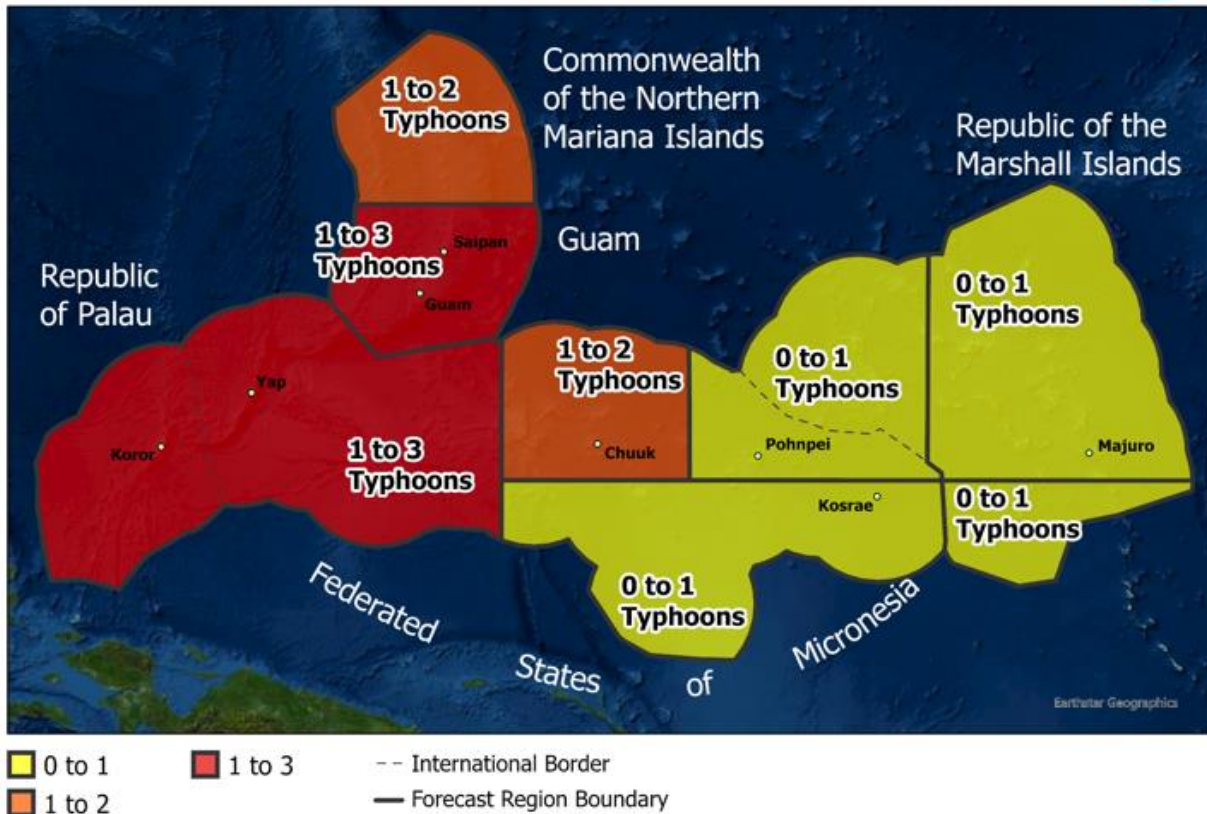 Commonwealth
of the Northern
Mariana Islands
1 to 2
Typhoons
Republic of the
Marshall Islands
1 to 3
Typhoons
Saipan
Guam
Guam
Republic
of Palau
0 to 1
Typhoons
1 to 2
Typhoons
0 to 1
Typhoons
Yap
Koror
1 to 3
Typhoons
Chuuk
Pohnpei
Majuro
Kosrae
0 to 1
Typhoons
0 to 1
Typhoons
Federated
States
of
Micronesia
Earthstar Geographics
0 to 1
1 to 3
International Border
1 to 2
Forecast Region Boundary